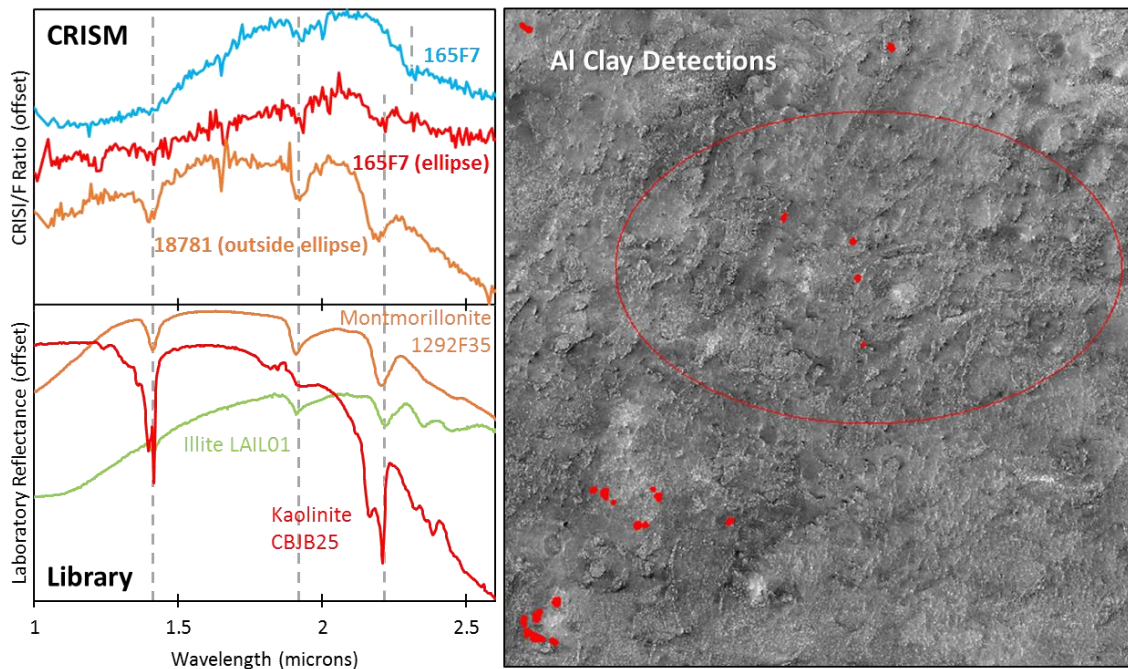 CRISM
165F7
165F7 (ellipse)
18781 (outside ellipse)
CRISI/F Ratio (offset)
Montmorillonite
1292F35
Illite LAIL01
Kaolinite
CBJB25
Library
Laboratory Reflectance (offset)
1
1.5
2
2.5
Wavelength (microns)
Al Clay Detections